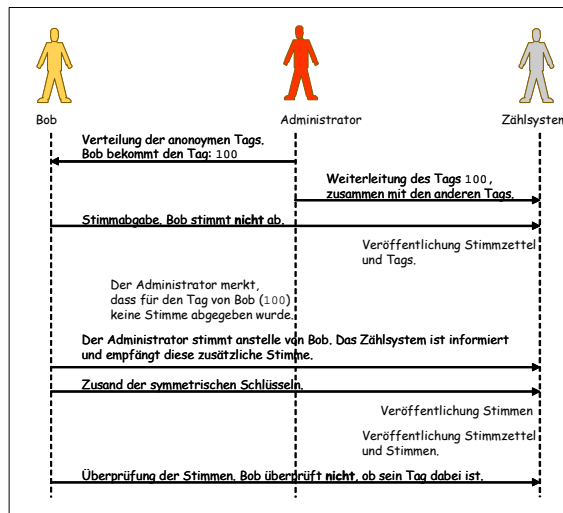 Bob
Administrator
Zählsystem
Verteilung der anonoymen Tags.
Bob bekommt den Tag: 100
Weiterleitung des Tags 100,
zusammen mit den anderen Tags.
Stimmabgabe. Bob stimmt nicht ab.
Veröffentlichung Stimmzettel
und Tags.
Der Administrator merkt,
dass für den Tag von Bob (100)
keine Stimme abgegeben wurde.
Der Administrator stimmt anstelle von Bob. Das Zählsystem ist informiert
und empfängt diese zusätzliche Stimme.
Zusand der symmetrischen Schlüsseln.
Veröffentlichung Stimmen
Veröffentlichung Stimmzettel
und Stimmen.
Überprüfung der Stimmen. Bob überprüft nicht, ob sein Tag dabei ist.